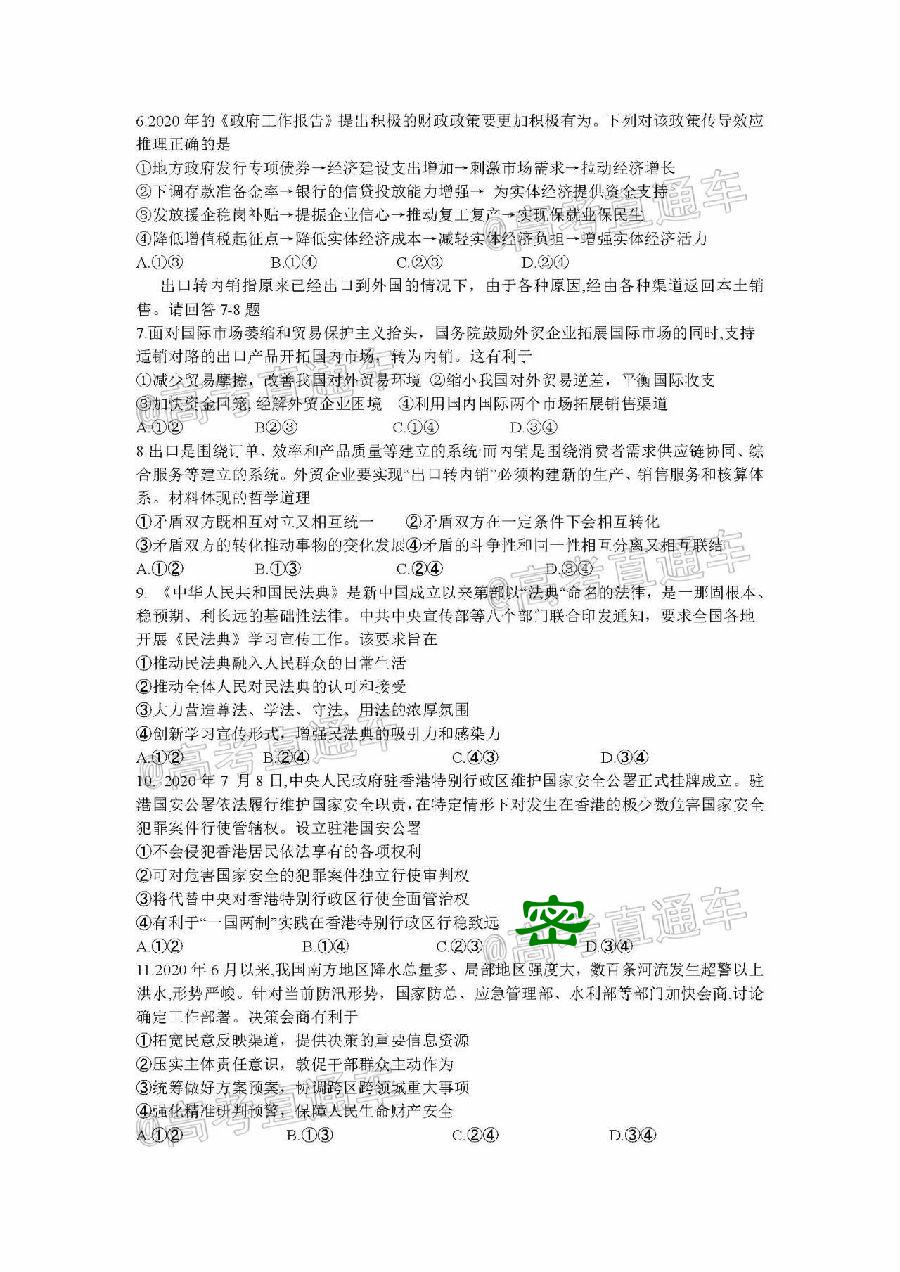 6.2020 年的《政府工作报告》提出积极的财政政策要更加积极有为。下列对该政策传导效应
推理正确的是
①地方政府发行专项债券→经济建设支出增加→刺激市场需求→拉动经济增长
②下调存款准备金率→银行的信贷投放能力增强→ 为实体经济提供资金支持
③发放援企稳岗补贴→提振企业信心→推动复工复产→实现保就业保民生
④降低增值税起征点→降低实体经济成本→减轻实体经济负担→增强实体经济活力
A.①③ B.①④ C.②③ D.②④
出口转内销指原来已经出口到外国的情况下，由于各种原因,经由各种渠道返回本土销
售。请回答 7-8 题
7.面对国际市场萎缩和贸易保护主义抬头，国务院鼓励外贸企业拓展国际市场的同时,支持
适销对路的出口产品开拓国内市场，转为内销。这有利于
①减少贸易摩擦，改善我国对外贸易环境 ②缩小我国对外贸易逆差，平衡国际收支
③加快资金回笼, 纾解外贸企业困境 ④利用国内国际两个市场拓展销售渠道
A.①② B②③ C.①④ D.③④
8 出口是围绕订单、效率和产品质量等建立的系统·而内销是围绕消费者需求供应链协同、综
合服务等建立的系统。外贸企业要实现“出口转内销”必须构建新的生产、销售服务和核算体
系。材料体现的哲学道理
①矛盾双方既相互对立又相互统一 ②矛盾双方在一定条件下会相互转化
③矛盾双方的转化推动事物的变化发展④矛盾的斗争性和同一性相互分离又相互联结
A.①② B.①③ C.②④ D.③④
9. 《中华人民共和国民法典》是新中国成立以来第部以“法典“命名的法律，是一那固根本、
稳预期、利长远的基础性法律。中共中央宣传部等八个部门联合印发通知，要求全国各地
开展《民法典》学习宣传工作。该要求旨在
①推动民法典融入人民群众的日常生活
②推动全体人民对民法典的认可和接受
③大力营造尊法、学法、守法、用法的浓厚氛围
④创新学习宣传形式，增强民法典的吸引力和感染力
A.①② B.②④ C.④③ D.③④
10. 2020 年 7 月 8 日,中央人民政府驻香港特别行政区维护国家安全公署正式挂牌成立。驻
港国安公署依法履行维护国家安全职责,在特定情形下对发生在香港的极少数危害国家安全
犯罪案件行使管辖权。设立驻港国安公署
①不会侵犯香港居民依法享有的各项权利
②可对危害国家安全的犯罪案件独立行使审判权
③将代替中央对香港特别行政区行使全面管治权
④有利于“一国两制”实践在香港特别行政区行稳致远
密
A.①② B.①④ C.②③ D.③④
11.2020 年 6 月以来,我国南方地区降水总量多、局部地区强度大，数百条河流发生超警以上
洪水,形势严峻。针对当前防汛形势，国家防总、应急管理部、水利部等部门加快会商,讨论
确定工作部署。决策会商有利于
①拓宽民意反映渠道，提供决策的重要信息资源
②压实主体责任意识，敦促干部群众主动作为
③统筹做好方案预案，协调跨区跨领域重大事项
④强化精准研判预警，保障人民生命财产安全
A.①② B.①③ C.②④ D.③④
@高考直通车
@高考直通车
@高考直通车
@高考直通车
@高考直通车
@高考直通车